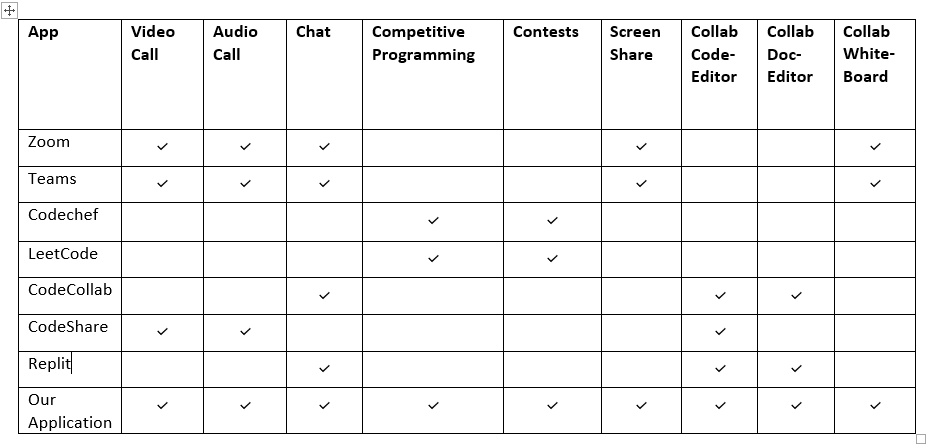 App Video Audio Chat Competitive Contests Screen Collab Collab Collab
Call Call Programming Share Code- Doc- White-
Editor Editor Board
Zoom ✓ ✓ ✓ ✓ ✓
Teams ✓ ✓ ✓ ✓ ✓
Codechef ✓ ✓
LeetCode ✓ ✓
CodeCollab ✓ ✓ ✓
CodeShare ✓ ✓ ✓
Replit ✓ ✓ ✓
Our ✓ ✓ ✓ ✓ ✓ ✓ ✓ ✓ ✓
Application